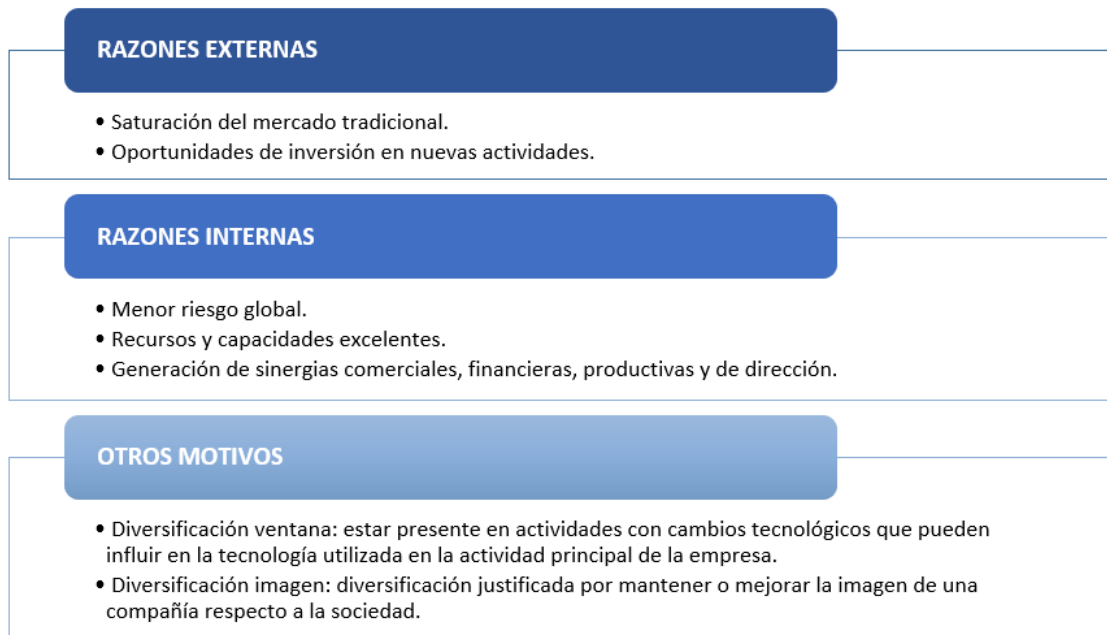 RAZONES EXTERNAS
• Saturación del mercado tradicional.
• Oportunidades de inversión en nuevas actividades.
RAZONES INTERNAS
• Menor riesgo global.
• Recursos y capacidades excelentes.
• Generación de sinergias comerciales, financieras, productivas y de dirección.
OTROS MOTIVOS
• Diversificación ventana: estar presente en actividades con cambios tecnológicos que pueden
influir en la tecnología utilizada en la actividad principal de la empresa.
• Diversificación imagen: diversificación justificada por mantener o mejorar la imagen de una
compañía respecto a la sociedad.